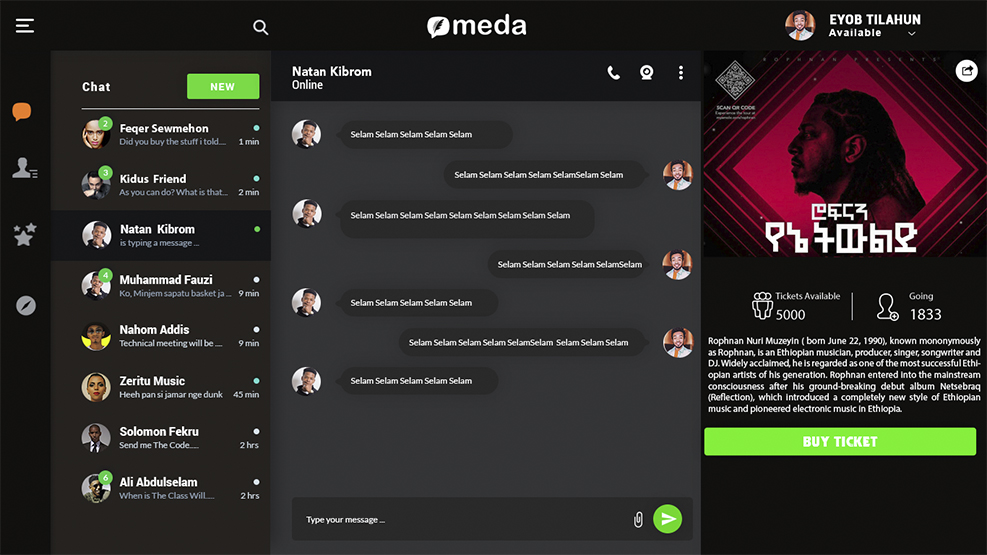 meda
EYOB TILAHUN
Available
Chat
NEW
2
Feqer Sewmehon
Did you buy the stuff i told....
1 min
3
Kidus Friend
As you can do? What is that...
2 min
Natan Kibrom
is typing a message ...
4
Muhammad Fauzi
Ko, Minjem sapatu basket ja ...
9 min
Nahom Addis
Technical meeting will be ....
9 min
Zeritu Music
Heeh pan si jamar nge dunk
45 min
Solomon Fekru
Send me The Code.....
2 hrs
6
Ali Abdulselam
When is The Class Will.....
2 hrs
Natan Kibrom
Online
Selam Selam Selam Selam Selam
Selam Selam Selam Selam SelamSelam Selam
Selam Selam Selam Selam Selam Selam Selam Selam Selam
Selam Selam Selam Selam SelamSelam
Selam Selam Selam Selam Selam
Selam Selam Selam Selam SelamSelam Selam Selam Selam
Selam Selam Selam Selam Selam
Type your message ...
ROPHNAN PRESENTS
SCAN QR CODE
ሮፍናን
የኔ ትውልድ
Tickets Available
5000
Going
1833
Rophnan Nuri Muzeyin ( born June 22, 1990), known mononymously
as Rophnan, is an Ethiopian musician, producer, singer, songwriter and
DJ. Widely acclaimed, he is regarded as one of the most successful Ethi-
opian artists of his generation. Rophnan entered into the mainstream
consciousness after his ground-breaking debut album Netsebraq
(Reflection), which introduced a completely new style of Ethiopian
music and pioneered electronic music in Ethiopia.
BUY TICKET